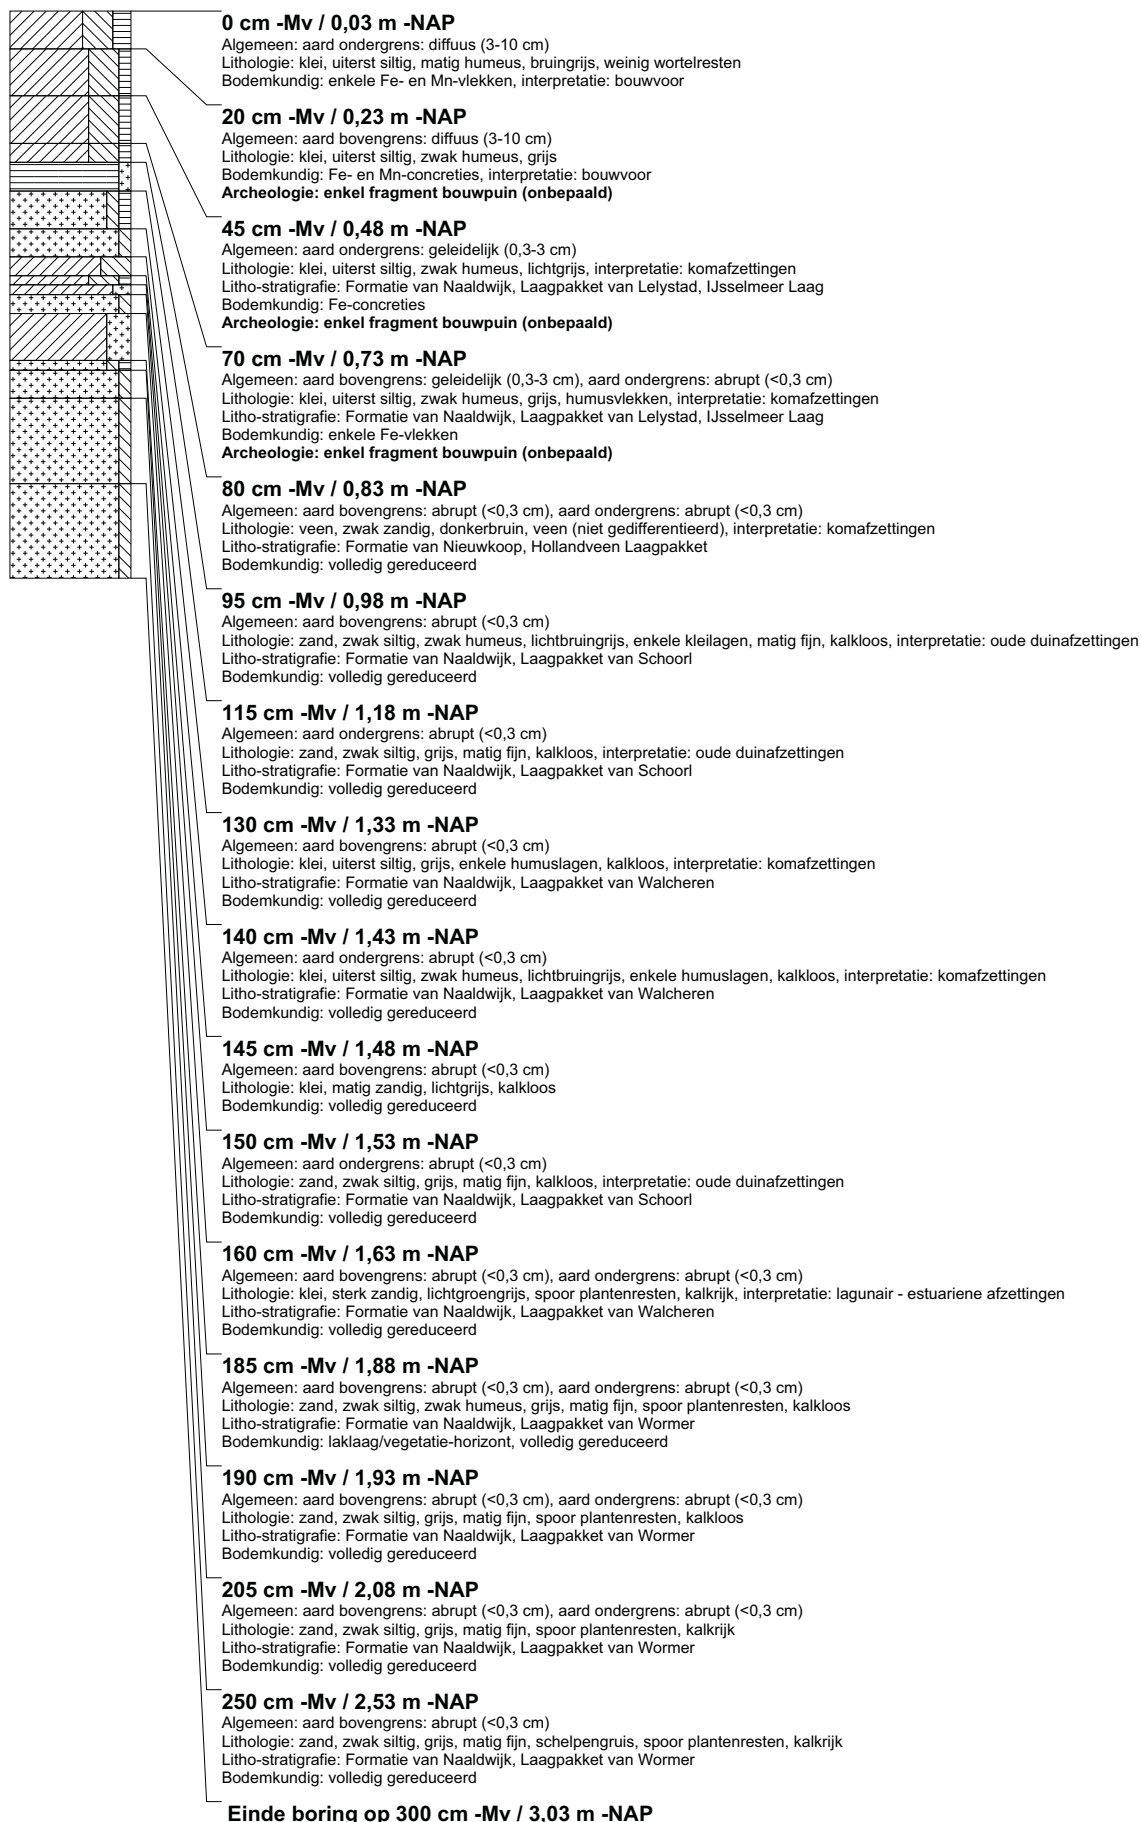 0 cm -Mv / 0,03 m -NAP
Algemeen: aard ondergrens: diffuus (3-10 cm)
Lithologie: klei, uiterst siltig, matig humeus, bruingrijs, weinig wortelresten
Bodemkundig: enkele Fe- en Mn-vlekken, interpretatie: bouwvoor
20 cm -Mv / 0,23 m -NAP
Algemeen: aard bovengrens: diffuus (3-10 cm)
Lithologie: klei, uiterst siltig, zwak humeus, grijs
Bodemkundig: Fe- en Mn-concreties, interpretatie: bouwvoor
Archeologie: enkel fragment bouwpuin (onbepaald)
45 cm -Mv / 0,48 m -NAP
Algemeen: aard ondergrens: geleidelijk (0,3-3 cm)
Lithologie: klei, uiterst siltig, zwak humeus, lichtgrijs, interpretatie: komafzettingen
Litho-stratigrafie: Formatie van Naaldwijk, Laagpakket van Lelystad, IJsselmeer Laag
Bodemkundig: Fe-concreties
Archeologie: enkel fragment bouwpuin (onbepaald)
70 cm -Mv / 0,73 m -NAP
Algemeen: aard bovengrens: geleidelijk (0,3-3 cm), aard ondergrens: abrupt (<0,3 cm)
Lithologie: klei, uiterst siltig, zwak humeus, grijs, humusvlekken, interpretatie: komafzettingen
Litho-stratigrafie: Formatie van Naaldwijk, Laagpakket van Lelystad, IJsselmeer Laag
Bodemkundig: enkele Fe-vlekken
Archeologie: enkel fragment bouwpuin (onbepaald)
80 cm -Mv / 0,83 m -NAP
Algemeen: aard bovengrens: abrupt (<0,3 cm), aard ondergrens: abrupt (<0,3 cm)
Lithologie: veen, zwak zandig, donkerbruin, veen (niet gedifferentieerd), interpretatie: komafzettingen
Litho-stratigrafie: Formatie van Nieuwkoop, Hollandveen Laagpakket
Bodemkundig: volledig gereduceerd
95 cm -Mv / 0,98 m -NAP
Algemeen: aard bovengrens: abrupt (<0,3 cm)
Lithologie: zand, zwak siltig, zwak humeus, lichtbruingrijs, enkele kleilagen, matig fijn, kalkloos, interpretatie: oude duinafzettingen
Litho-stratigrafie: Formatie van Naaldwijk, Laagpakket van Schoorl
Bodemkundig: volledig gereduceerd
115 cm -Mv / 1,18 m -NAP
Algemeen: aard ondergrens: abrupt (<0,3 cm)
Lithologie: zand, zwak siltig, grijs, matig fijn, kalkloos, interpretatie: oude duinafzettingen
Litho-stratigrafie: Formatie van Naaldwijk, Laagpakket van Schoorl
Bodemkundig: volledig gereduceerd
130 cm -Mv / 1,33 m -NAP
Algemeen: aard bovengrens: abrupt (<0,3 cm)
Lithologie: klei, uiterst siltig, grijs, enkele humuslagen, kalkloos, interpretatie: komafzettingen
Litho-stratigrafie: Formatie van Naaldwijk, Laagpakket van Walcheren
Bodemkundig: volledig gereduceerd
140 cm -Mv / 1,43 m -NAP
Algemeen: aard ondergrens: abrupt (<0,3 cm)
Lithologie: klei, uiterst siltig, zwak humeus, lichtbruingrijs, enkele humuslagen, kalkloos, interpretatie: komafzettingen
Litho-stratigrafie: Formatie van Naaldwijk, Laagpakket van Walcheren
Bodemkundig: volledig gereduceerd
145 cm -Mv / 1,48 m -NAP
Algemeen: aard bovengrens: abrupt (<0,3 cm)
Lithologie: klei, matig zandig, lichtgrijs, kalkloos
Bodemkundig: volledig gereduceerd
150 cm -Mv / 1,53 m -NAP
Algemeen: aard ondergrens: abrupt (<0,3 cm)
Lithologie: zand, zwak siltig, grijs, matig fijn, kalkloos, interpretatie: oude duinafzettingen
Litho-stratigrafie: Formatie van Naaldwijk, Laagpakket van Schoorl
Bodemkundig: volledig gereduceerd
160 cm -Mv / 1,63 m -NAP
Algemeen: aard bovengrens: abrupt (<0,3 cm), aard ondergrens: abrupt (<0,3 cm)
Lithologie: klei, sterk zandig, lichtgroengrijs, spoor plantenresten, kalkrijk, interpretatie: lagunair - estuariene afzettingen
Litho-stratigrafie: Formatie van Naaldwijk, Laagpakket van Walcheren
Bodemkundig: volledig gereduceerd
185 cm -Mv / 1,88 m -NAP
Algemeen: aard bovengrens: abrupt (<0,3 cm), aard ondergrens: abrupt (<0,3 cm)
Lithologie: zand, zwak siltig, zwak humeus, grijs, matig fijn, spoor plantenresten, kalkloos
Litho-stratigrafie: Formatie van Naaldwijk, Laagpakket van Wormer
Bodemkundig: laklaag/vegetatie-horizont, volledig gereduceerd
190 cm -Mv / 1,93 m -NAP
Algemeen: aard bovengrens: abrupt (<0,3 cm), aard ondergrens: abrupt (<0,3 cm)
Lithologie: zand, zwak siltig, grijs, matig fijn, spoor plantenresten, kalkloos
Litho-stratigrafie: Formatie van Naaldwijk, Laagpakket van Wormer
Bodemkundig: volledig gereduceerd
205 cm -Mv / 2,08 m -NAP
Algemeen: aard bovengrens: abrupt (<0,3 cm), aard ondergrens: abrupt (<0,3 cm)
Lithologie: zand, zwak siltig, grijs, matig fijn, spoor plantenresten, kalkrijk
Litho-stratigrafie: Formatie van Naaldwijk, Laagpakket van Wormer
Bodemkundig: volledig gereduceerd
250 cm -Mv / 2,53 m -NAP
Algemeen: aard bovengrens: abrupt (<0,3 cm)
Lithologie: zand, zwak siltig, grijs, matig fijn, schelpengruis, spoor plantenresten, kalkrijk
Litho-stratigrafie: Formatie van Naaldwijk, Laagpakket van Wormer
Bodemkundig: volledig gereduceerd
Einde boring op 300 cm -Mv / 3,03 m -NAP